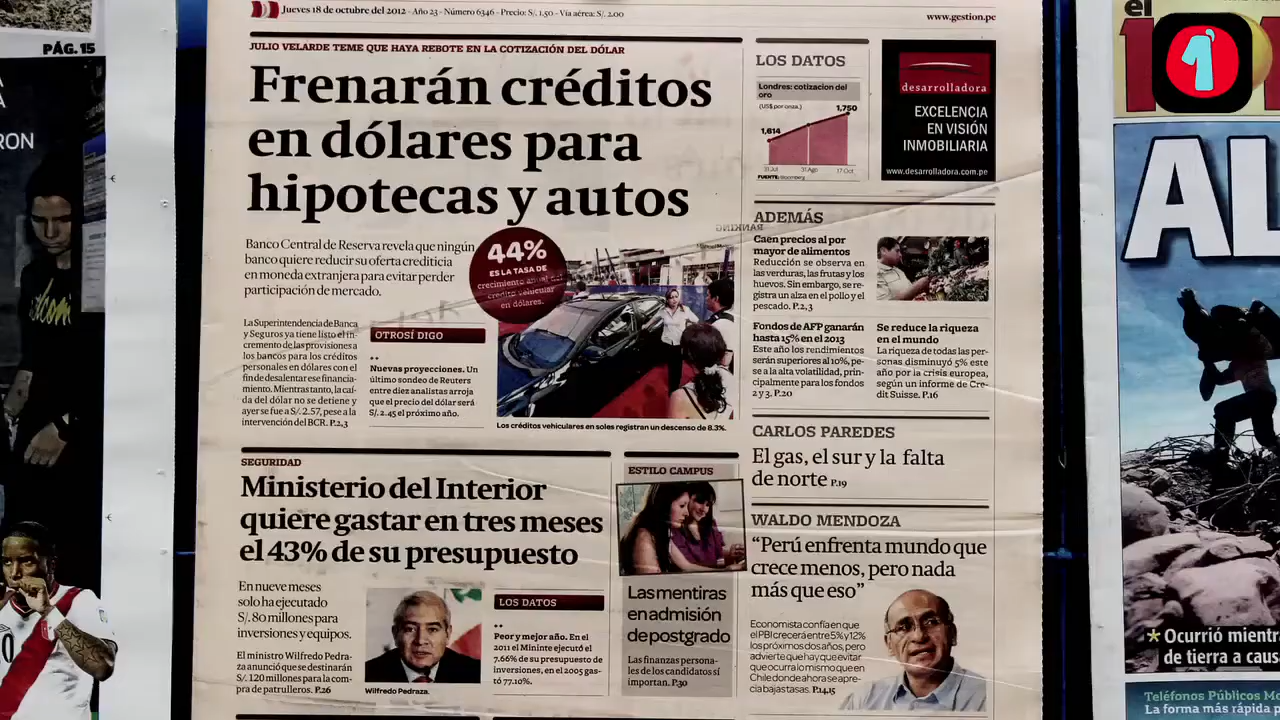 PÁG. 15
A
RON
Jueves 18 de octubre del 2012 - Año 23 - Número 6346 - Precio: S/. 1.50 - Vía aérea: S/. 2.00
www.gestion.pe
JULIO VELARDE TEME QUE HAYA REBOTE EN LA COTIZACIÓN DEL DÓLAR
Frenarán créditos
en dólares para
hipotecas y autos
Banco Central de Reserva revela que ningún
banco quiere reducir su oferta crediticia
en moneda extranjera para evitar perder
participación de mercado.
44%
ES LA TASA DE
crecimiento anual del
crédito vehicular
en dólares.
La Superintendencia de Banca
y Seguros ya tiene listo el in-
cremento de las provisiones a
los bancos para los créditos
personales en dólares con el
fin de desalentar ese financia-
miento. Mientras tanto, la caí-
da del dólar no se detiene y
ayer se fue a S/. 2.57, pese a la
intervención del BCR. P.2,3
OTROSÍ DIGO
Nuevas proyecciones. Un
último sondeo de Reuters
entre diez analistas arroja
que el precio del dólar será
S/. 2.45 el próximo año.
Los créditos vehiculares en soles registran un descenso de 8.3%.
LOS DATOS
Londres: cotizacion del
oro
(US$ por onza.)
1,614
1,750
31 Jul
31 Ago
17 Oct
FUENTE: Bloomberg
desarrolladora
EXCELENCIA
EN VISIÓN
INMOBILIARIA
www.desarrolladora.com.pe
RANKING
ADEMÁS
Caen precios al por
mayor de alimentos
Reducción se observa en
las verduras, las frutas y los
huevos. Sin embargo, se re-
gistra un alza en el pollo y el
pescado. P.2,3
Fondos de AFP ganarán
hasta 15% en el 2013
Este año los rendimientos
serán superiores al 10%, pe-
se a la alta volatilidad, prin-
cipalmente para los fondos
2 y 3. P.20
Se reduce la riqueza
en el mundo
La riqueza de todas las per-
sonas disminuyó 5% este
año por la crisis europea,
según un informe de Cre-
dit Suisse. P.16
CARLOS PAREDES
El gas, el sur y la falta
de norte P.19
WALDO MENDOZA
“Perú enfrenta mundo que
crece menos, pero nada
más que eso”
Economista confía en que
el PBI crecerá entre 5% y 12%
los próximos dos años, pero
advierte que hay que evitar
que ocurra lo mismo que en
Chile donde ahora se apre-
cia bajas tasas. P.14,15
SEGURIDAD
Ministerio del Interior
quiere gastar en tres meses
el 43% de su presupuesto
En nueve meses
solo ha ejecutado
S/. 80 millones para
inversiones y equipos.
El ministro Wilfredo Pedra-
za anunció que se destinarán
S/. 120 millones para la com-
pra de patrulleros. P.26
Wilfredo Pedraza.
LOS DATOS
Peor y mejor año. En el
2011 el Mininte ejecutó el
7.66% de su presupuesto de
inversiones, en el 2005 gas-
tó 77.10%.
ESTILO CAMPUS
Las mentiras
en admisión
de postgrado
Las finanzas persona-
les de los candidatos sí
importan. P.30
el
1
AL
★ Ocurrió mientra
de tierra a caus
Teléfonos Públicos Mo
La forma más rápida p